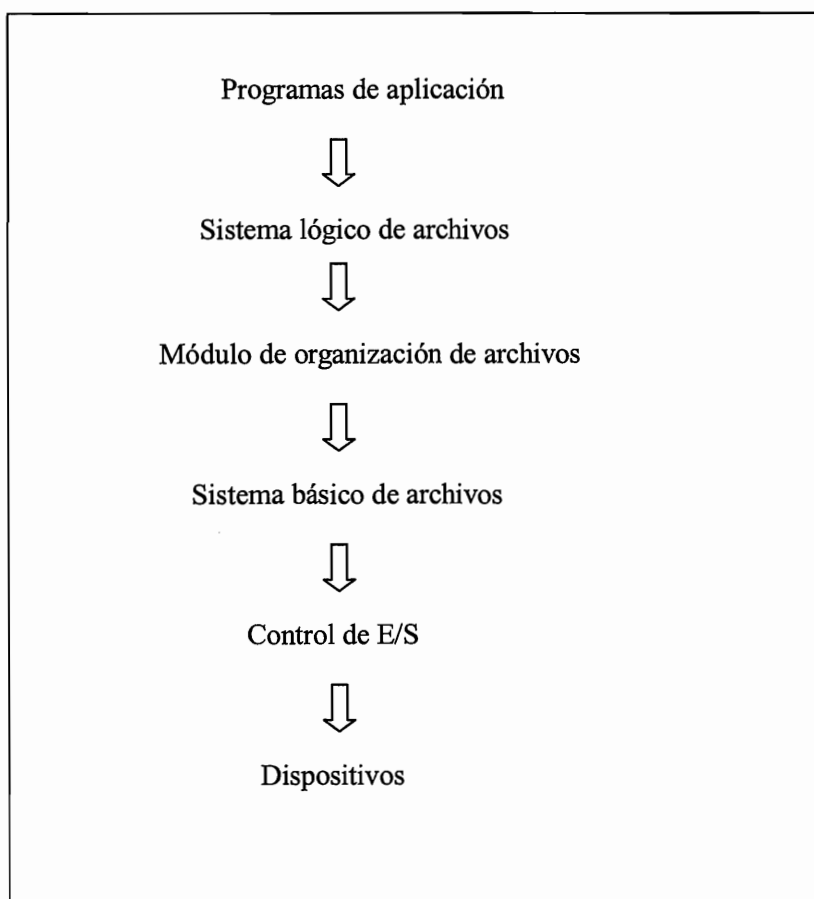 Programas de aplicación
Sistema lógico de archivos
Módulo de organización de archivos
Sistema básico de archivos
Control de E/S
Dispositivos